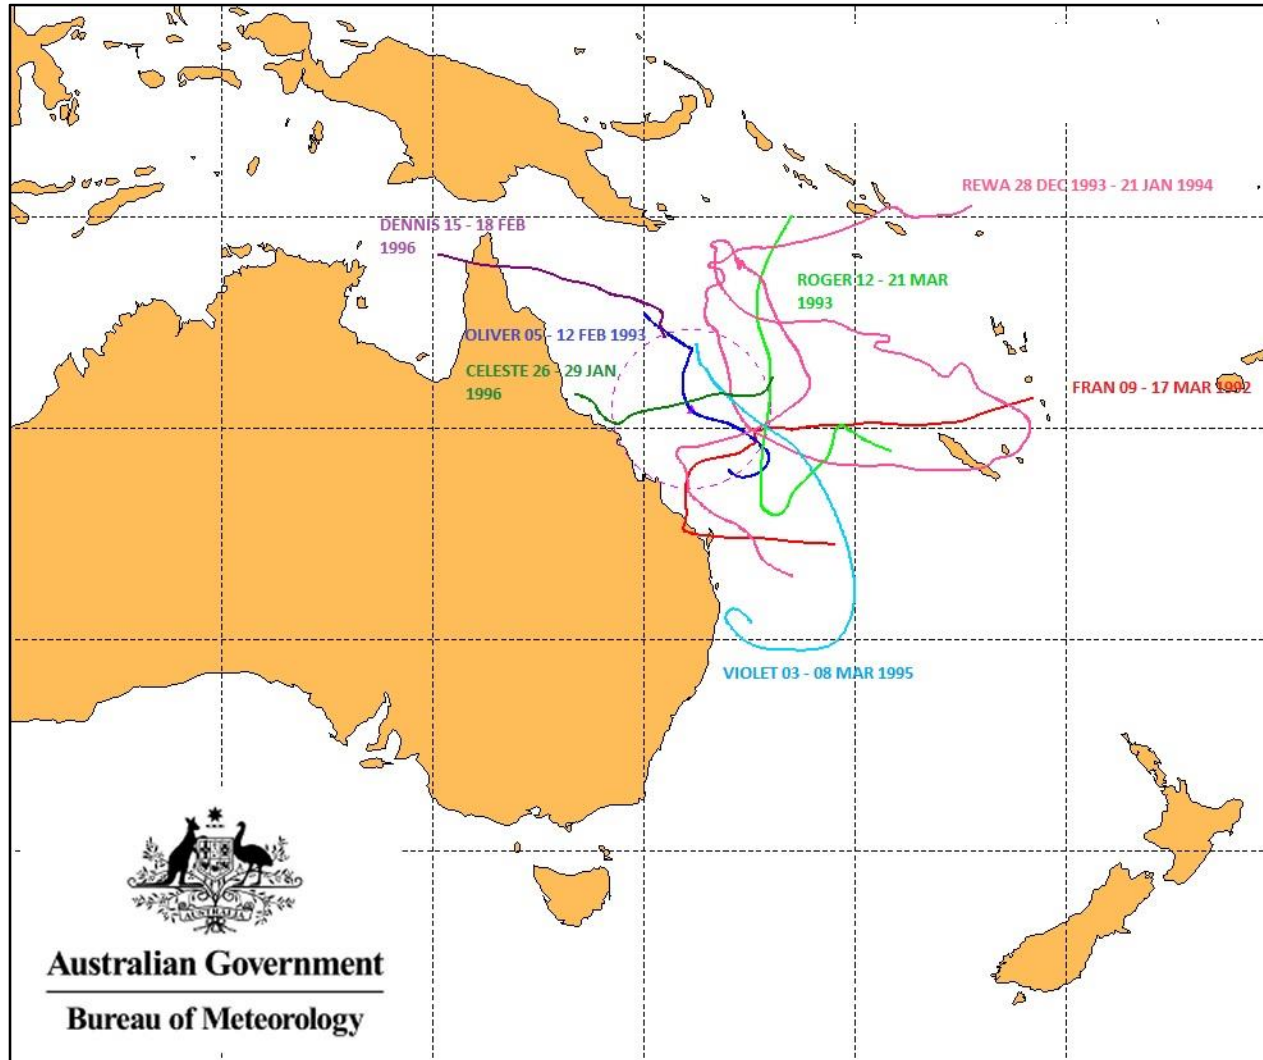 REWA 28 DEC 1993 - 21 JAN 1994
DENNIS 15 - 18 FEB
1996
ROGER 12 - 21 MAR
1993
OLIVER 05 - 12 FEB 1993
CELESTE 26 - 29 JAN
1996
FRAN 09 - 17 MAR 1992
VIOLET 03 - 08 MAR 1995
AUSTRALIA
Australian Government
Bureau of Meteorology